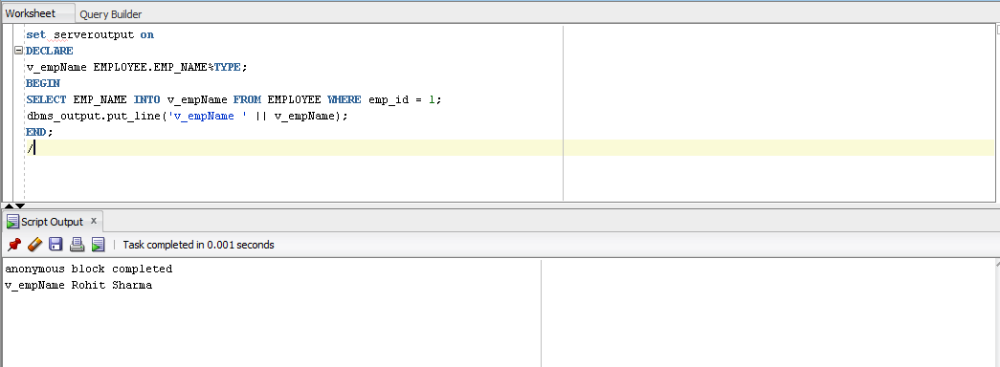 Worksheet Query Builder
set serveroutput on
DECLARE
v_empName EMPLOYEE.EMP_NAME%TYPE;
BEGIN
SELECT EMP_NAME INTO v_empName FROM EMPLOYEE WHERE emp_id = 1;
dbms_output.put_line('v_empName ' || v_empName);
END;
/
Script Output x
Task completed in 0.001 seconds
anonymous block completed
v_empName Rohit Sharma